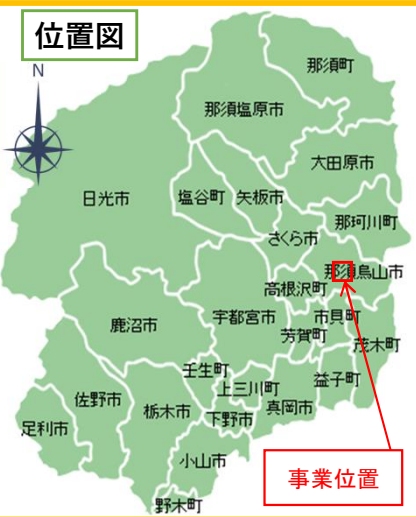 位置図
N
那須町
那須塩原市
大田原市
日光市
塩谷町
矢板市
那珂川町
さくら市
那須烏山市
高根沢町
鹿沼市
宇都宮市
市貝町
芳賀町
茂木町
壬生町
上三川町
益子町
佐野市
栃木市
下野市
真岡市
足利市
小山市
事業位置
野木町